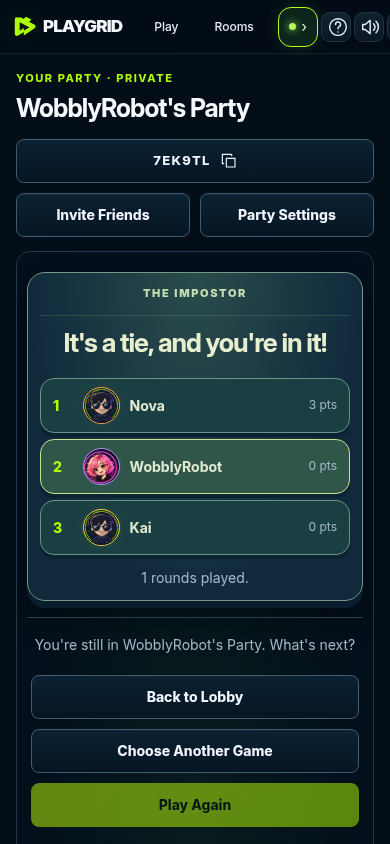 PLAYGRID Play Rooms
YOUR PARTY · PRIVATE
WobblyRobot's Party
7EK9TL
Invite Friends Party Settings
THE IMPOSTOR
It's a tie, and you're in it!
1 Nova 3 pts
2 WobblyRobot 0 pts
3 Kai 0 pts
1 rounds played.
You're still in WobblyRobot's Party. What's next?
Back to Lobby
Choose Another Game
Play Again